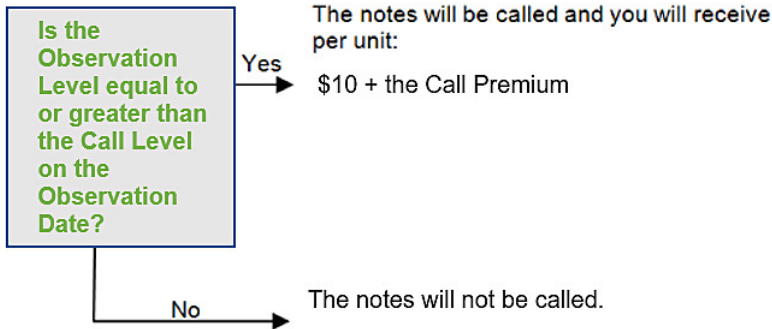 Is the
Observation
Level equal to
or greater than
the Call Level
on the
Observation
Date?
Yes
The notes will be called and you will receive
per unit:
$10 + the Call Premium
No
The notes will not be called.